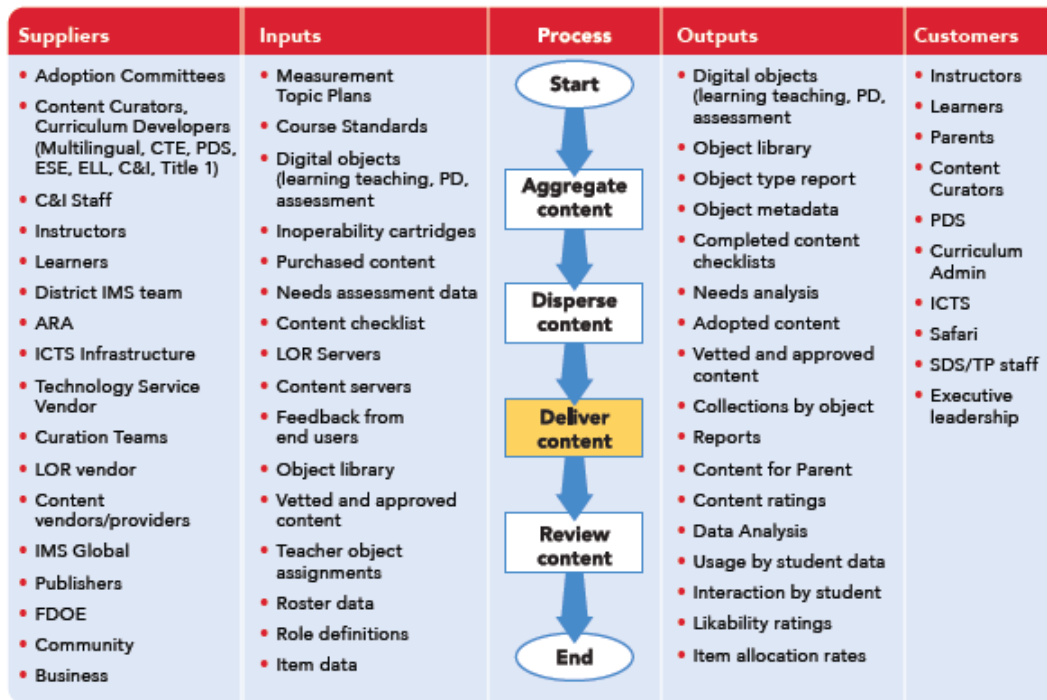 Suppliers
• Adoption Committees
• Content Curators,
Curriculum Developers
(Multilingual, CTE, PDS,
ESE, ELL, C&I, Title 1)
• C&I Staff
• Instructors
• Learners
• District IMS team
• ARA
• ICTS Infrastructure
• Technology Service
Vendor
• Curation Teams
• LOR vendor
• Content
vendors/providers
• IMS Global
• Publishers
• FDOE
• Community
• Business
Inputs
• Measurement
Topic Plans
• Course Standards
• Digital objects
(learning teaching, PD,
assessment
• Inoperability cartridges
• Purchased content
• Needs assessment data
• Content checklist
• LOR Servers
• Content servers
• Feedback from
end users
• Object library
• Vetted and approved
content
• Teacher object
assignments
• Roster data
• Role definitions
• Item data
Process
Start
Aggregate
content
Disperse
content
Deliver
content
Review
content
End
Outputs
• Digital objects
(learning teaching, PD,
assessment
• Object library
• Object type report
• Object metadata
• Completed content
checklists
• Needs analysis
• Adopted content
• Vetted and approved
content
• Collections by object
• Reports
• Content for Parent
• Content ratings
• Data Analysis
• Usage by student data
• Interaction by student
• Likability ratings
• Item allocation rates
Customers
• Instructors
• Learners
• Parents
• Content
Curators
• PDS
• Curriculum
Admin
• ICTS
• Safari
• SDS/TP staff
• Executive
leadership